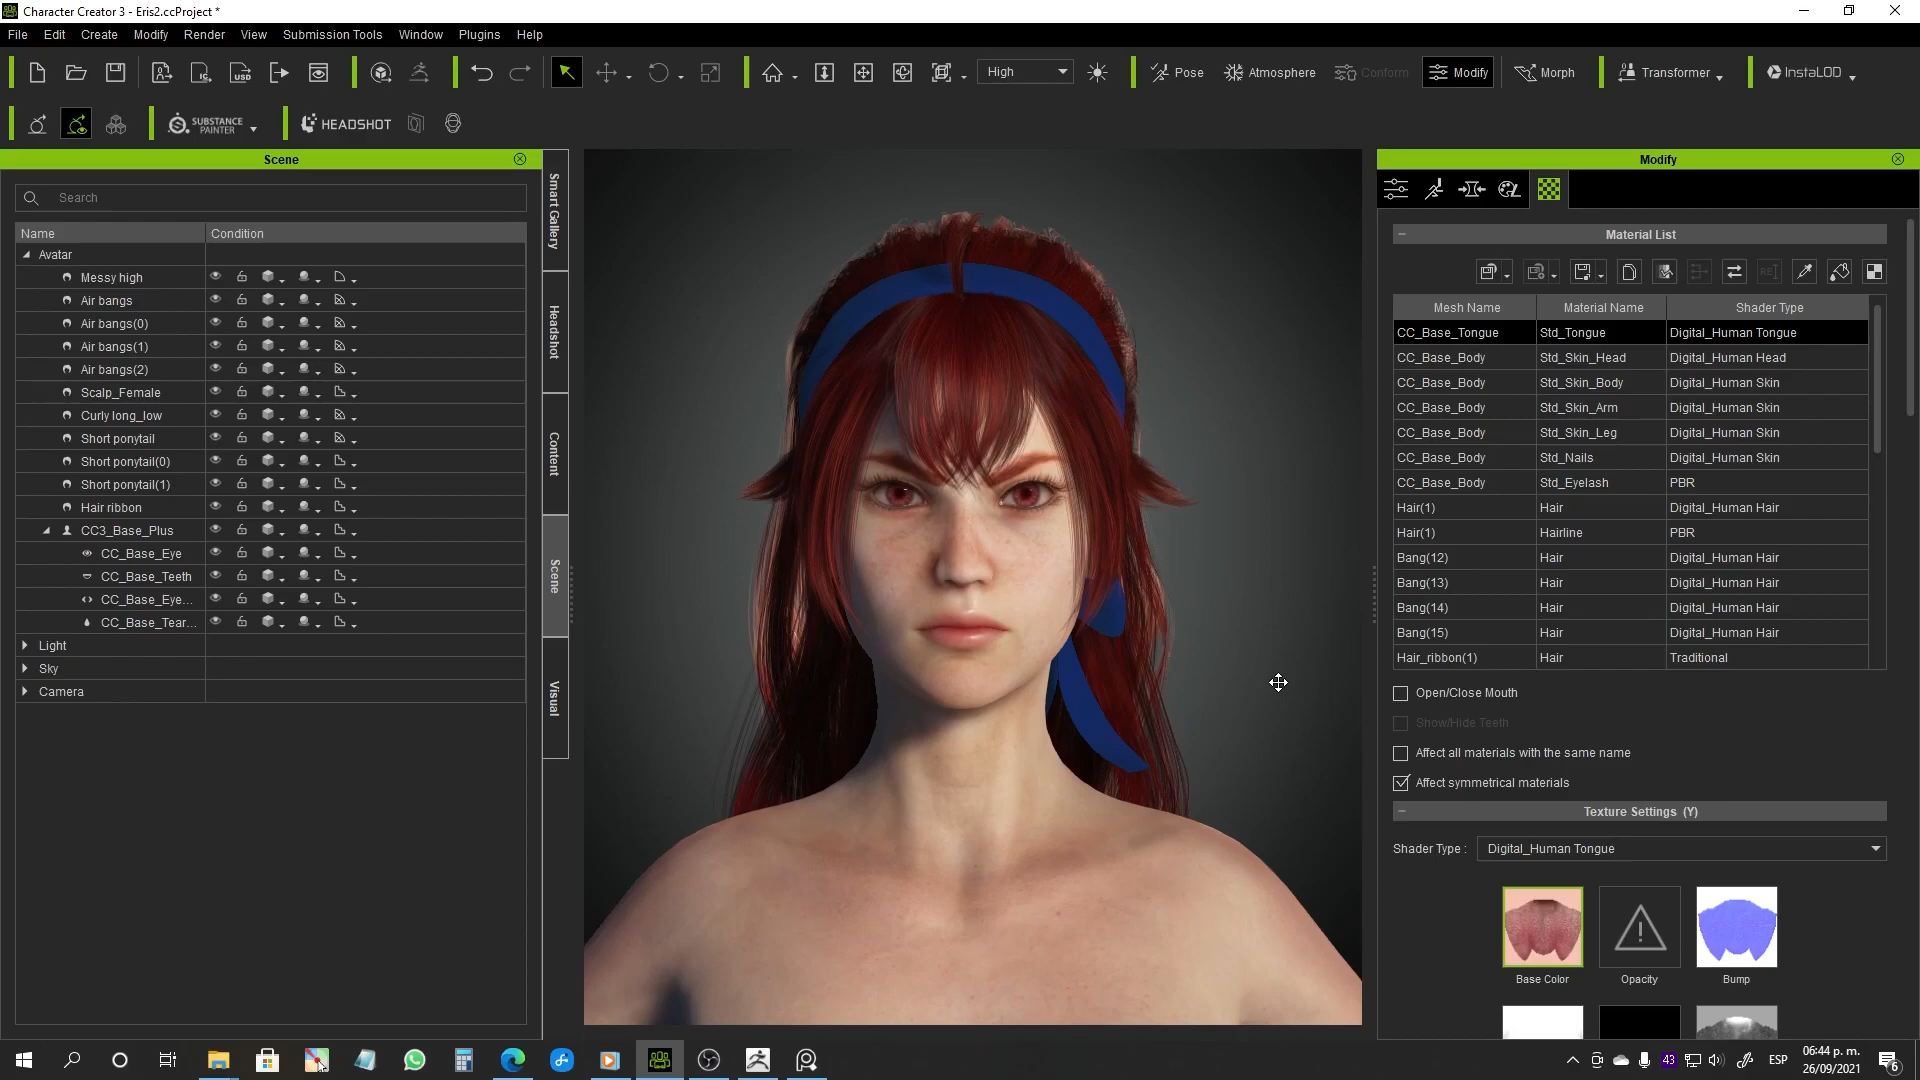 Character Creator 3 - Eris2.ccProject *
File Edit Create Modify Render View Submission Tools Window Plugins Help
High
Pose
Atmosphere
Conform
Modify
Morph
Transformer
InstaLOD
SUBSTANCE
PAINTER
HEADSHOT
Scene
Search
Name Condition
Avatar
Messy high
Air bangs
Air bangs(0)
Air bangs(1)
Air bangs(2)
Scalp_Female
Curly long_low
Short ponytail
Short ponytail(0)
Short ponytail(1)
Hair ribbon
CC3_Base_Plus
CC_Base_Eye
CC_Base_Teeth
CC_Base_Eye...
CC_Base_Tear...
Light
Sky
Camera
Smart Gallery
Headshot
Content
Scene
Visual
Modify
Material List
Mesh Name Material Name Shader Type
CC_Base_Tongue Std_Tongue Digital_Human Tongue
CC_Base_Body Std_Skin_Head Digital_Human Head
CC_Base_Body Std_Skin_Body Digital_Human Skin
CC_Base_Body Std_Skin_Arm Digital_Human Skin
CC_Base_Body Std_Skin_Leg Digital_Human Skin
CC_Base_Body Std_Nails Digital_Human Skin
CC_Base_Body Std_Eyelash PBR
Hair(1) Hair Digital_Human Hair
Hair(1) Hairline PBR
Bang(12) Hair Digital_Human Hair
Bang(13) Hair Digital_Human Hair
Bang(14) Hair Digital_Human Hair
Bang(15) Hair Digital_Human Hair
Hair_ribbon(1) Hair Traditional
Open/Close Mouth
Show/Hide Teeth
Affect all materials with the same name
Affect symmetrical materials
Texture Settings (Y)
Shader Type : Digital_Human Tongue
Base Color Opacity Bump
43
ESP
06:44 p. m.
26/09/2021
6